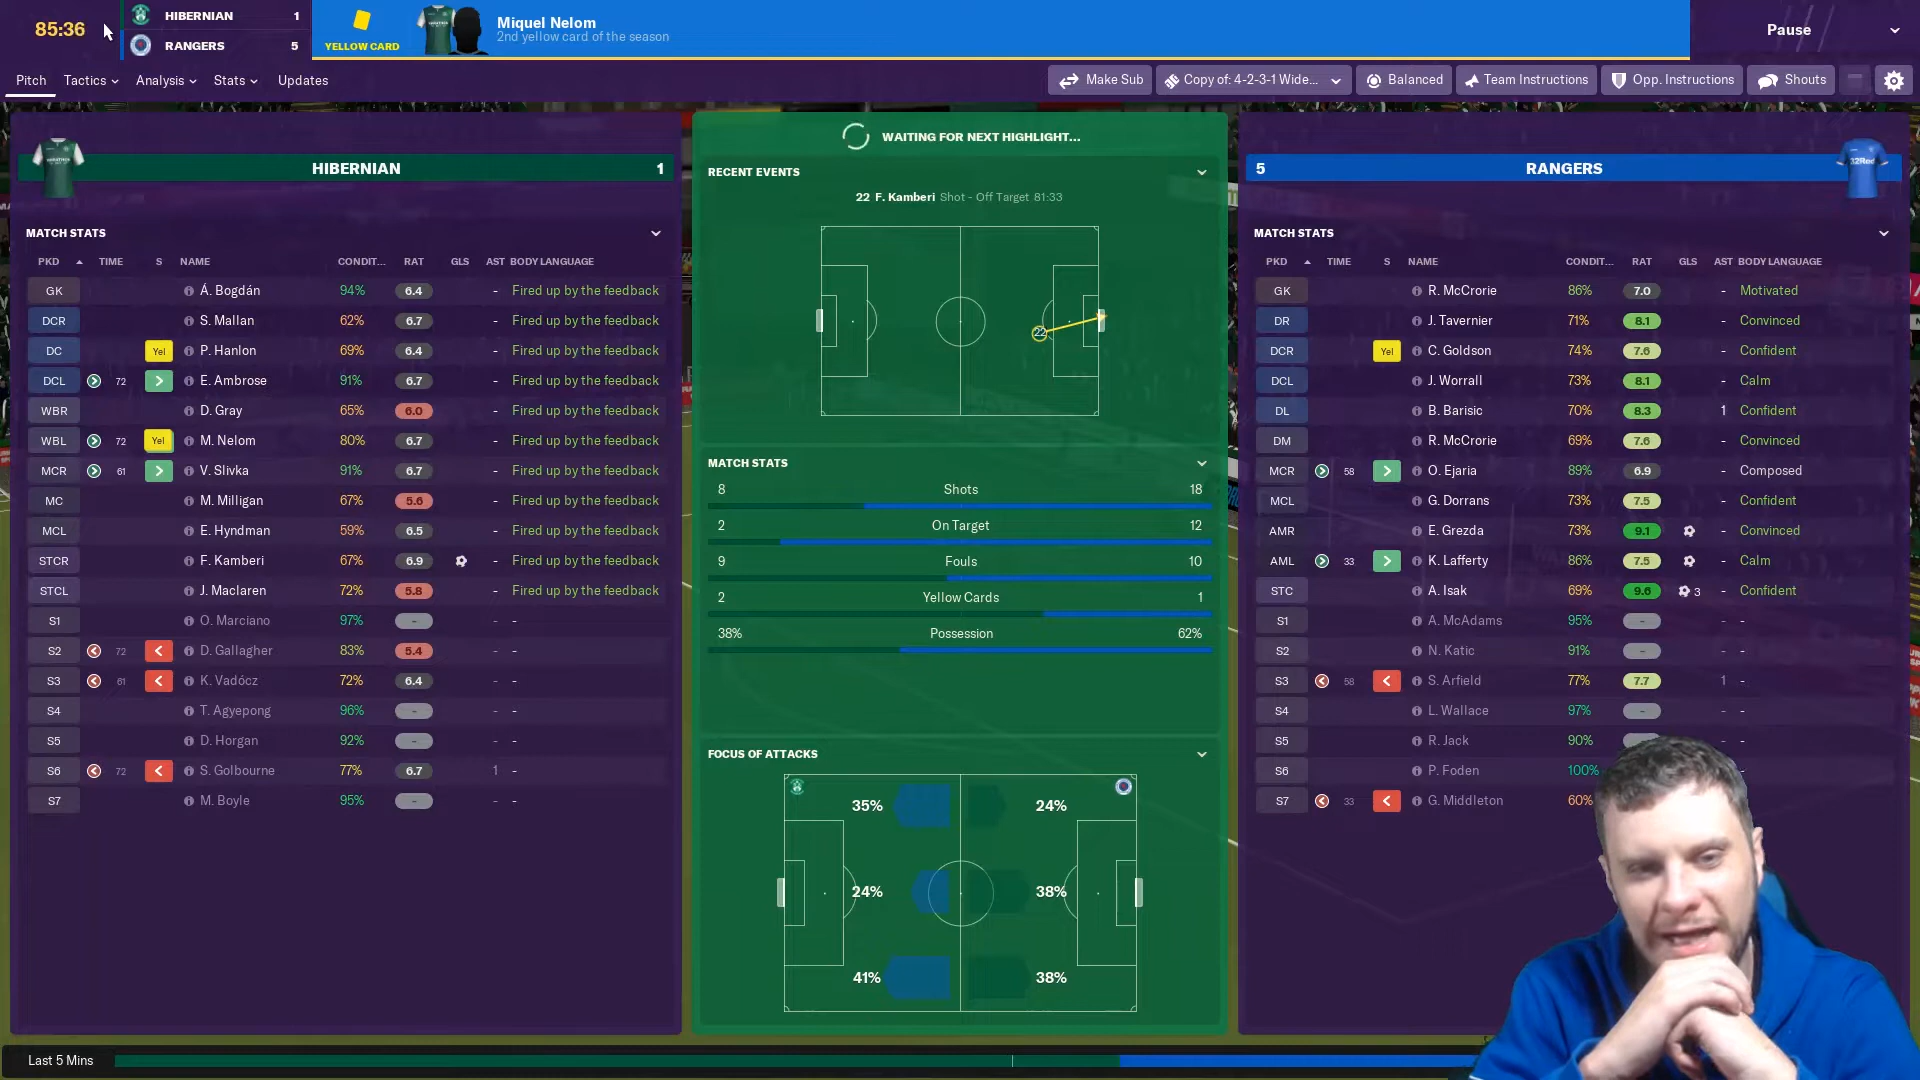 85:36
HIBERNIAN 1
RANGERS 5
YELLOW CARD
Miquel Nelom
2nd yellow card of the season
Pause
Pitch Tactics Analysis Stats Updates
Make Sub Copy of: 4-2-3-1 Wide... Balanced Team Instructions Opp. Instructions Shouts
HIBERNIAN 1
MATCH STATS
PKD TIME S NAME CONDIT... RAT GLS AST BODY LANGUAGE
GK Á. Bogdán 94% 6.4 - Fired up by the feedback
DCR S. Mallan 62% 6.7 - Fired up by the feedback
DC Yel P. Hanlon 69% 6.4 - Fired up by the feedback
DCL 72 E. Ambrose 91% 6.7 - Fired up by the feedback
WBR D. Gray 65% 6.0 - Fired up by the feedback
WBL 72 Yel M. Nelom 80% 6.7 - Fired up by the feedback
MCR 61 V. Slivka 91% 6.7 - Fired up by the feedback
MC M. Milligan 67% 5.6 - Fired up by the feedback
MCL E. Hyndman 59% 6.5 - Fired up by the feedback
STCR F. Kamberi 67% 6.9 - Fired up by the feedback
STCL J. Maclaren 72% 5.8 - Fired up by the feedback
S1 O. Marciano 97% - - -
S2 72 D. Gallagher 83% 5.4 - -
S3 61 K. Vadócz 72% 6.4 - -
S4 T. Agyepong 96% - - -
S5 D. Horgan 92% - - -
S6 72 S. Golbourne 77% 6.7 1 -
S7 M. Boyle 95% - - -
WAITING FOR NEXT HIGHLIGHT...
RECENT EVENTS
22 F. Kamberi Shot - Off Target 81:33
22
MATCH STATS
8 Shots 18
2 On Target 12
9 Fouls 10
2 Yellow Cards 1
38% Possession 62%
FOCUS OF ATTACKS
35% 24%
24% 38%
41% 38%
5 RANGERS
MATCH STATS
PKD TIME S NAME CONDIT... RAT GLS AST BODY LANGUAGE
GK R. McCrorie 86% 7.0 - Motivated
DR J. Tavernier 71% 8.1 - Convinced
DCR Yel C. Goldson 74% 7.6 - Confident
DCL J. Worrall 73% 8.1 - Calm
DL B. Barisic 70% 8.3 1 Confident
DM R. McCrorie 69% 7.6 - Convinced
MCR 58 O. Ejaria 89% 6.9 - Composed
MCL G. Dorrans 73% 7.5 - Confident
AMR E. Grezda 73% 9.1 - Convinced
AML 33 K. Lafferty 86% 7.5 - Calm
STC A. Isak 69% 9.6 3 - Confident
S1 A. McAdams 95% - - -
S2 N. Katic 91% - - -
S3 58 S. Arfield 77% 7.7 1 -
S4 L. Wallace 97% - - -
S5 R. Jack 90% - -
S6 P. Foden 100% -
S7 33 G. Middleton 60%
Last 5 Mins